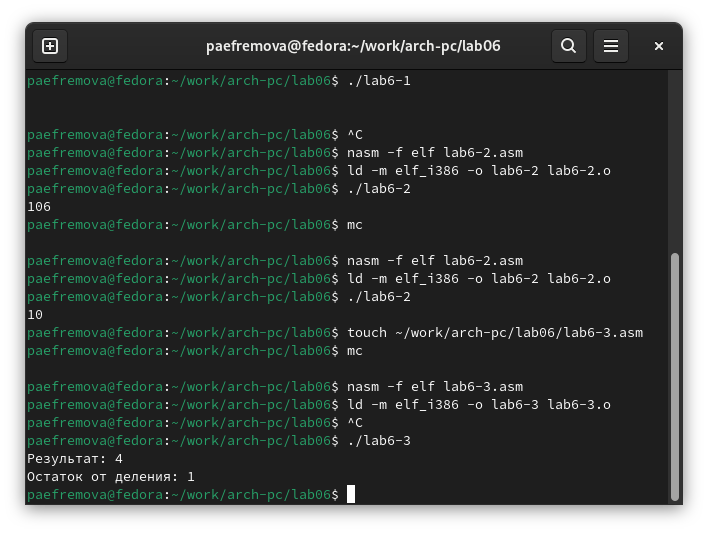 paefremova@fedora:~/work/arch-pc/lab06
paefremova@fedora:~/work/arch-pc/lab06$ ./lab6-1
paefremova@fedora:~/work/arch-pc/lab06$ ^C
paefremova@fedora:~/work/arch-pc/lab06$ nasm -f elf lab6-2.asm
paefremova@fedora:~/work/arch-pc/lab06$ ld -m elf_i386 -o lab6-2 lab6-2.o
paefremova@fedora:~/work/arch-pc/lab06$ ./lab6-2
106
paefremova@fedora:~/work/arch-pc/lab06$ mc
paefremova@fedora:~/work/arch-pc/lab06$ nasm -f elf lab6-2.asm
paefremova@fedora:~/work/arch-pc/lab06$ ld -m elf_i386 -o lab6-2 lab6-2.o
paefremova@fedora:~/work/arch-pc/lab06$ ./lab6-2
10
paefremova@fedora:~/work/arch-pc/lab06$ touch ~/work/arch-pc/lab06/lab6-3.asm
paefremova@fedora:~/work/arch-pc/lab06$ mc
paefremova@fedora:~/work/arch-pc/lab06$ nasm -f elf lab6-3.asm
paefremova@fedora:~/work/arch-pc/lab06$ ld -m elf_i386 -o lab6-3 lab6-3.o
paefremova@fedora:~/work/arch-pc/lab06$ ^C
paefremova@fedora:~/work/arch-pc/lab06$ ./lab6-3
Результат: 4
Остаток от деления: 1
paefremova@fedora:~/work/arch-pc/lab06$